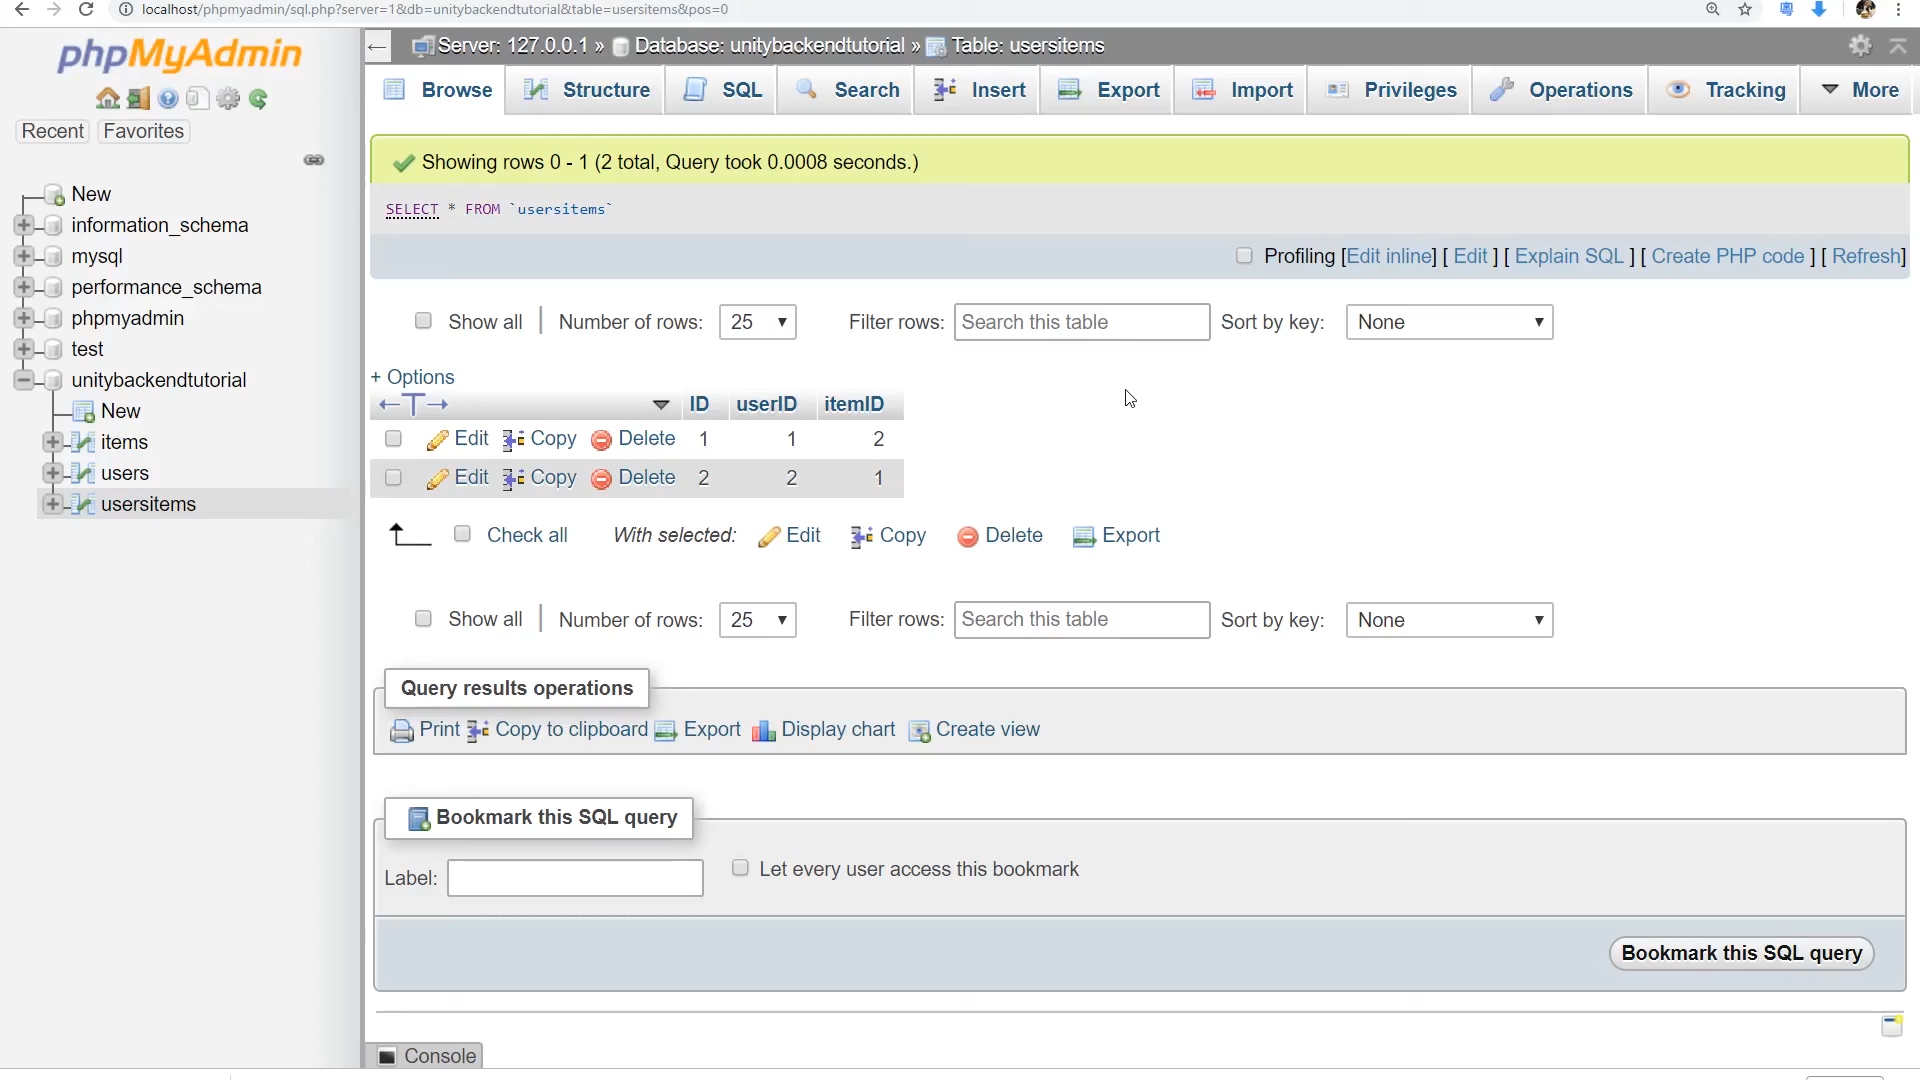 localhost/phpmyadmin/sql.php?server=1&db=unitybackendtutorial&table=usersitems&pos=0
phpMyAdmin
Recent Favorites
New
information_schema
mysql
performance_schema
phpmyadmin
test
unitybackendtutorial
New
items
users
usersitems
Server: 127.0.0.1 » Database: unitybackendtutorial » Table: usersitems
Browse Structure SQL Search Insert Export Import Privileges Operations Tracking More
Showing rows 0 - 1 (2 total, Query took 0.0008 seconds.)
SELECT * FROM `usersitems`
Profiling [Edit inline] [ Edit ] [ Explain SQL ] [ Create PHP code ] [ Refresh]
Show all Number of rows: 25 Filter rows: Search this table Sort by key: None
+ Options
ID userID itemID
Edit Copy Delete 1 1 2
Edit Copy Delete 2 2 1
Check all With selected: Edit Copy Delete Export
Show all Number of rows: 25 Filter rows: Search this table Sort by key: None
Query results operations
Print Copy to clipboard Export Display chart Create view
Bookmark this SQL query
Label: Let every user access this bookmark
Bookmark this SQL query
Console